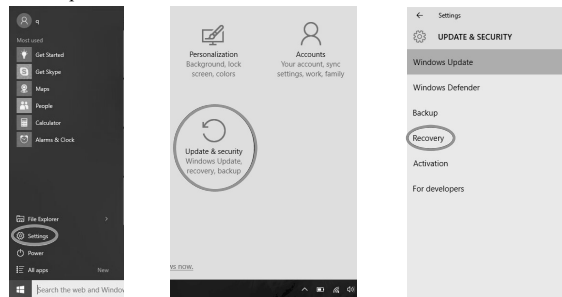 q
Most used
Get Started
Get Skype
Maps
People
Calculator
Alarms & Clock
File Explorer
Settings
Power
All apps New
Search the web and Window
Personalization
Background, lock
screen, colors
Accounts
Your account, sync
settings, work, family
Update & security
Windows Update,
recovery, backup
ws now.
Settings
UPDATE & SECURITY
Windows Update
Windows Defender
Backup
Recovery
Activation
For developers